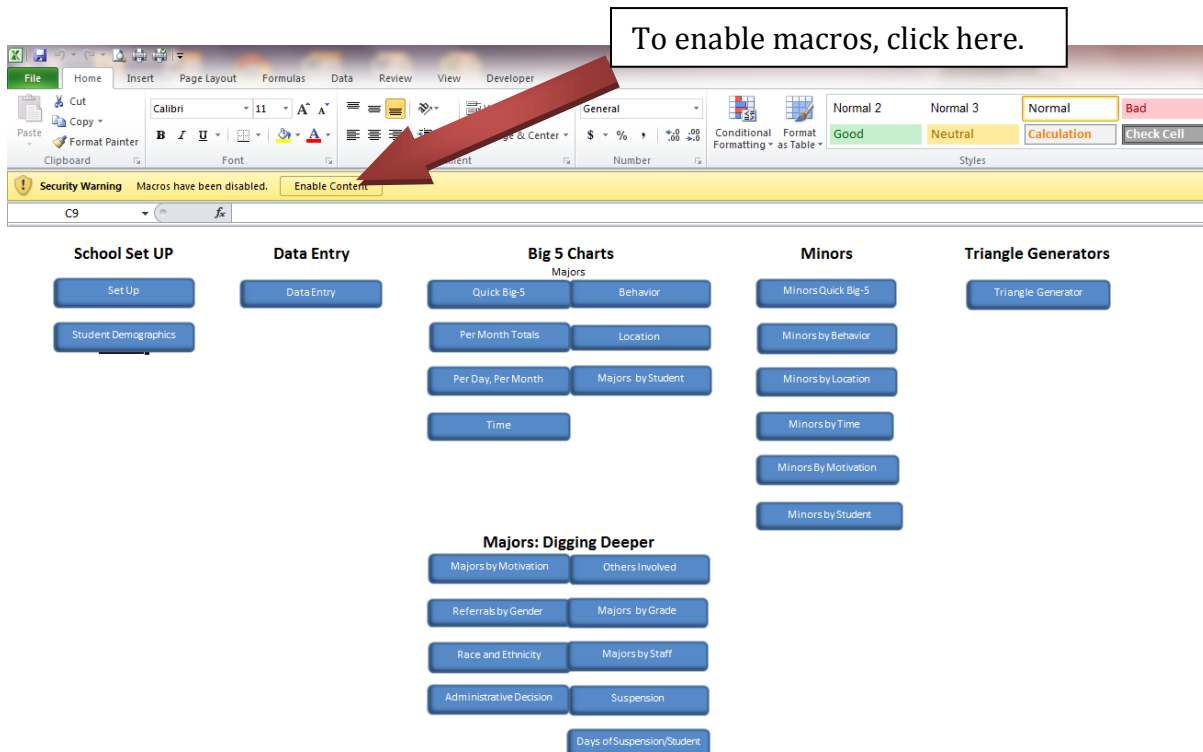 To enable macros, click here.
File Home Insert Page Layout Formulas Data Review View Developer
Cut
Copy
Format Painter
Paste
Clipboard
Calibri 11
B I U
Font
& Center
General
$ % , .0 .00 .00 .0
Number
Conditional Formatting
Format as Table
Normal 2 Normal 3 Normal Bad
Good Neutral Calculation Check Cell
Styles
Security Warning Macros have been disabled. Enable Content
C9 fx
School Set UP
Set Up
Student Demographics
Data Entry
Data Entry
Big 5 Charts
Majors
Quick Big-5 Behavior
Per Month Totals Location
Per Day, Per Month Majors by Student
Time
Minors
Minors Quick Big-5
Minors by Behavior
Minors by Location
Minors by Time
Minors By Motivation
Minors by Student
Triangle Generators
Triangle Generator
Majors: Digging Deeper
Majors by Motivation Others Involved
Referrals by Gender Majors by Grade
Race and Ethnicity Majors by Staff
Administrative Decision Suspension
Days of Suspension/Student